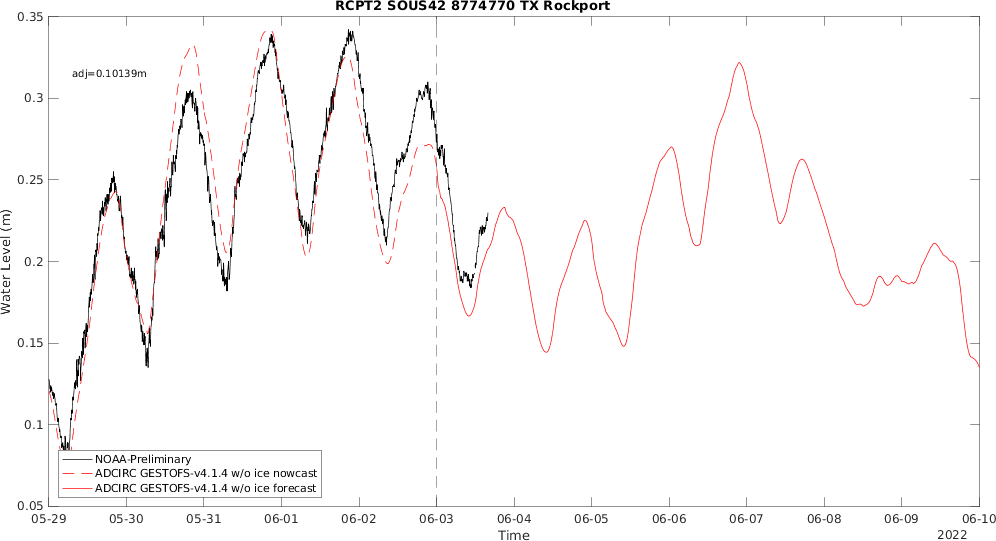 RCPT2 SOUS42 8774770 TX Rockport
0.35
adj=0.10139m
0.3
0.25
0.2
0.15
0.1
0.05
Water Level (m)
NOAA-Preliminary
ADCIRC GESTOFS-v4.1.4 w/o ice nowcast
ADCIRC GESTOFS-v4.1.4 w/o ice forecast
05-29 05-30 05-31 06-01 06-02 06-03 06-04 06-05 06-06 06-07 06-08 06-09 06-10
Time
2022